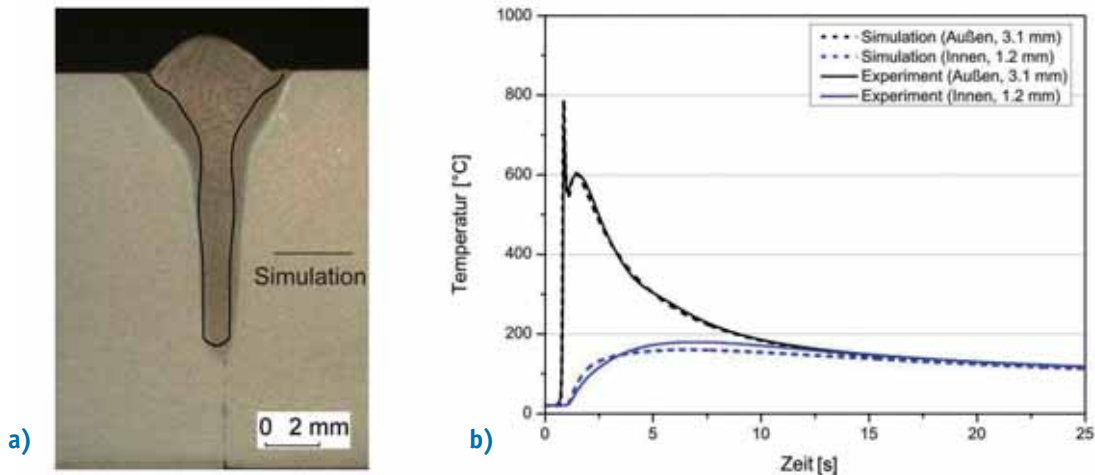 Simulation
0 2 mm
a)
1000
800
600
400
200
0
Temperatur [°C]
Simulation (Außen, 3.1 mm)
Simulation (Innen, 1.2 mm)
Experiment (Außen, 3.1 mm)
Experiment (Innen, 1.2 mm)
0 5 10 15 20 25
Zeit [s]
b)